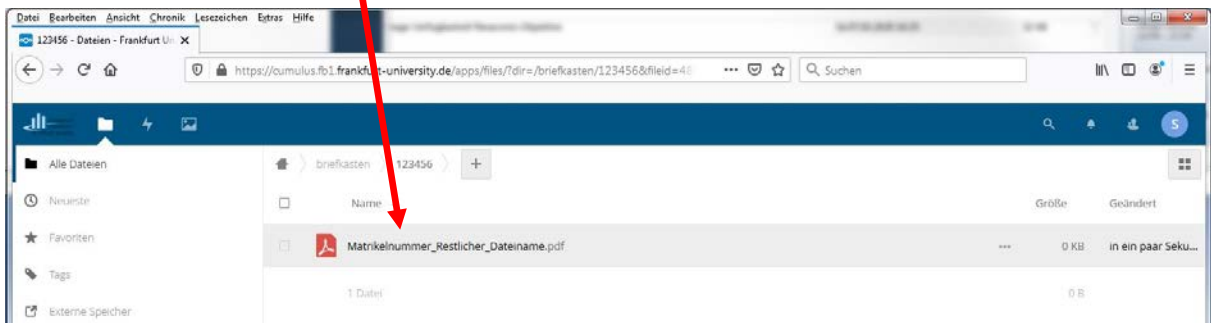 Datei Bearbeiten Ansicht Chronik Lesezeichen Extras Hilfe
123456 - Dateien - Frankfurt Un
https://cumulus.fb1.frankfurt-university.de/apps/files/?dir=/briefkasten/123456&fileid=48
Suchen
S
Alle Dateien
briefkasten 123456 +
Neueste
Name Größe Geändert
Favoriten
Matrikelnummer_Restlicher_Dateiname.pdf 0 KB in ein paar Seku...
Tags
1 Datei 0 B
Externe Speicher